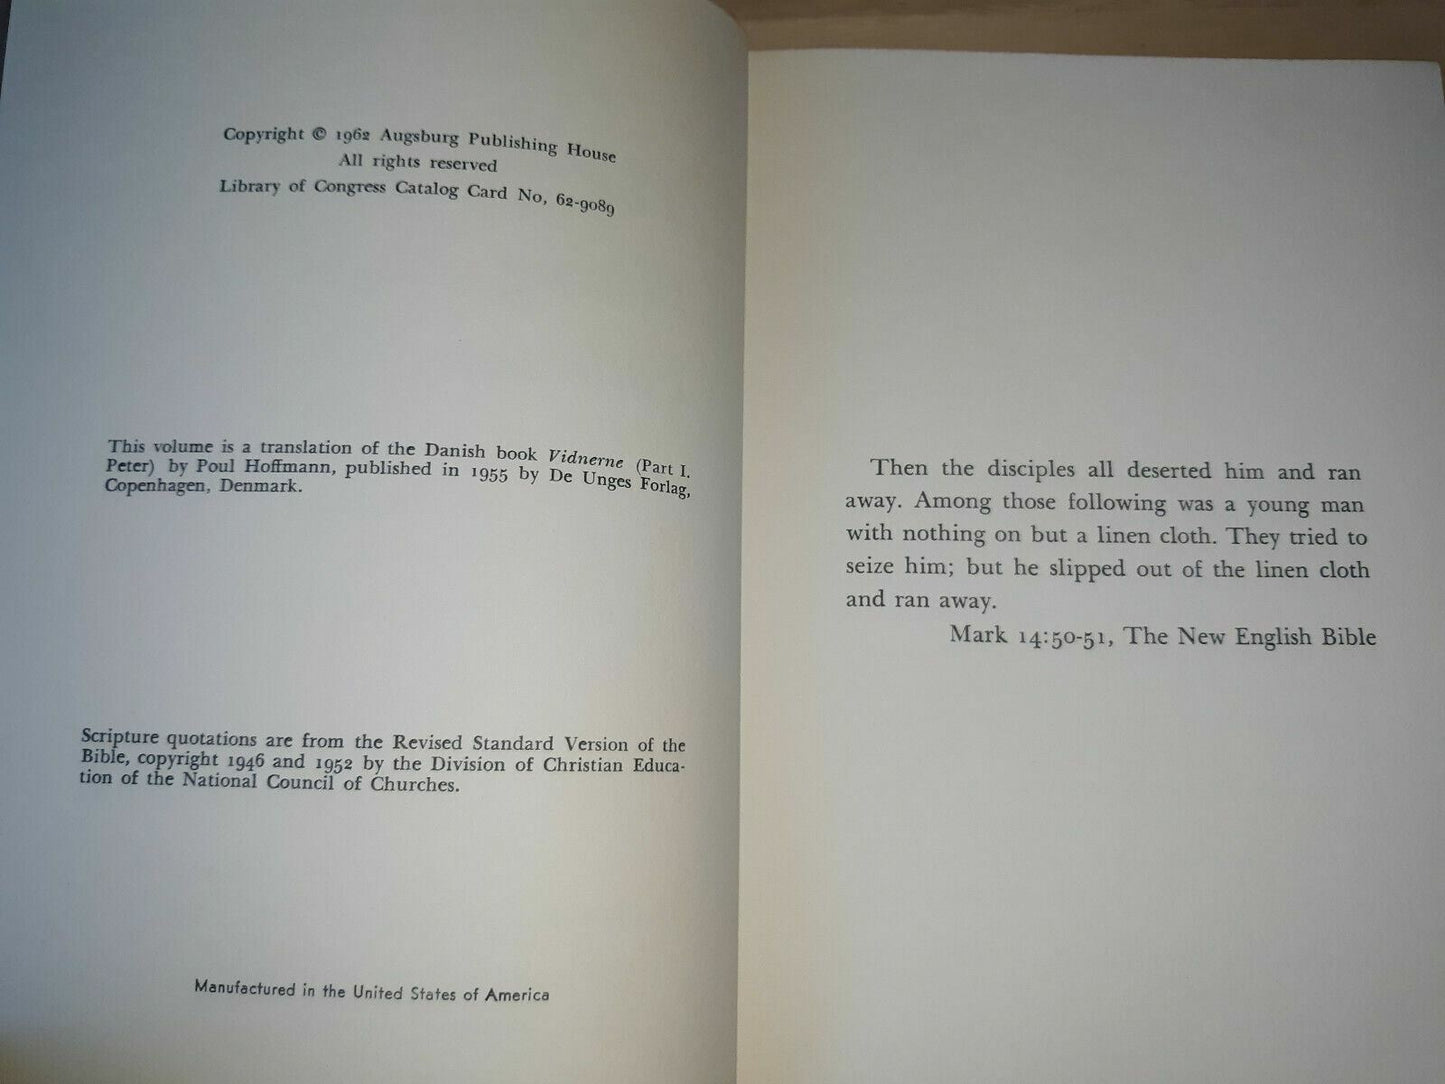 Copyright © 1962 Augsburg Publishing House
All rights reserved
Library of Congress Catalog Card No, 62-9089
This volume is a translation of the Danish book Vidnerne (Part I.
Peter) by Poul Hoffmann, published in 1955 by De Unges Forlag,
Copenhagen, Denmark.
Scripture quotations are from the Revised Standard Version of the
Bible, copyright 1946 and 1952 by the Division of Christian Educa-
tion of the National Council of Churches.
Manufactured in the United States of America
Then the disciples all deserted him and ran
away. Among those following was a young man
with nothing on but a linen cloth. They tried to
seize him; but he slipped out of the linen cloth
and ran away.
Mark 14:50-51, The New English Bible